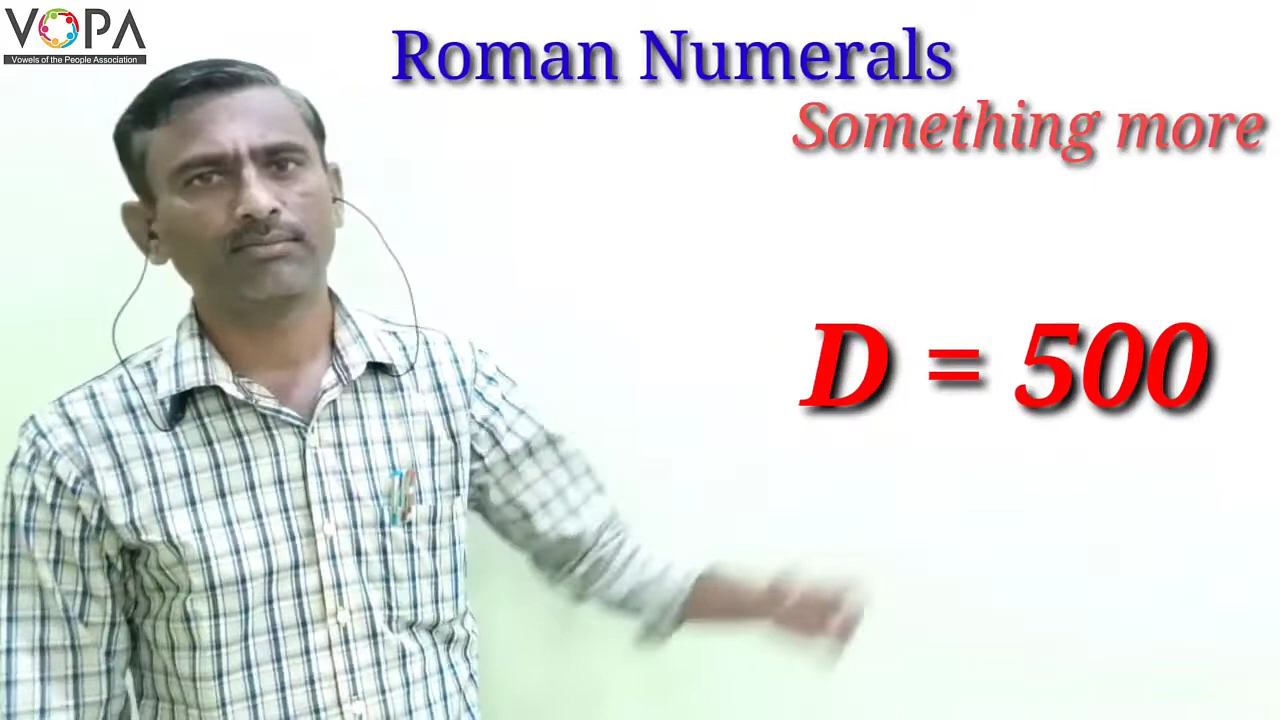 VOPA
Vowels of the People Association
Roman Numerals
Something more
D = 500